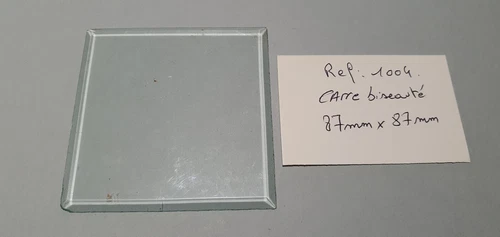 Ref: 1004.
CArre biseauté
87mm x 87mm